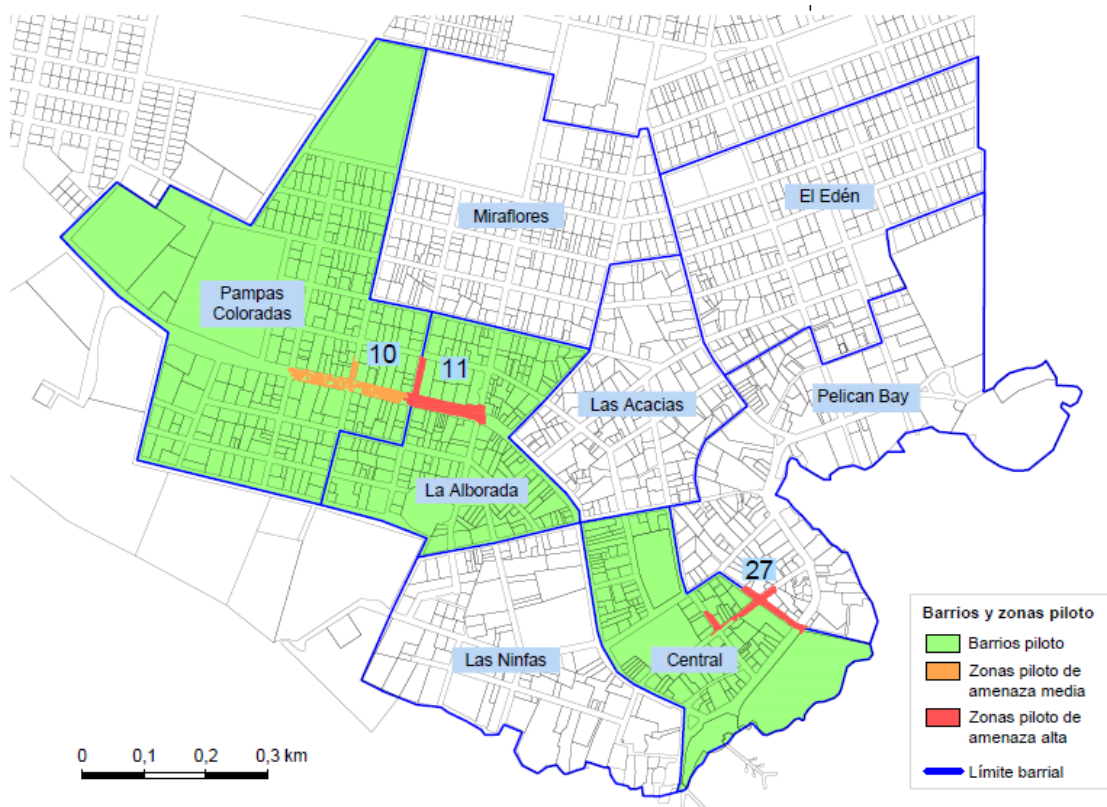 El Edén
Miraflores
Pampas
Coloradas
10
11
Las Acacias
Pelican Bay
La Alborada
27
Las Ninfas
Central
Barrios y zonas piloto
Barrios piloto
Zonas piloto de
amenaza media
Zonas piloto de
amenaza alta
Límite barrial
0 0,1 0,2 0,3 km